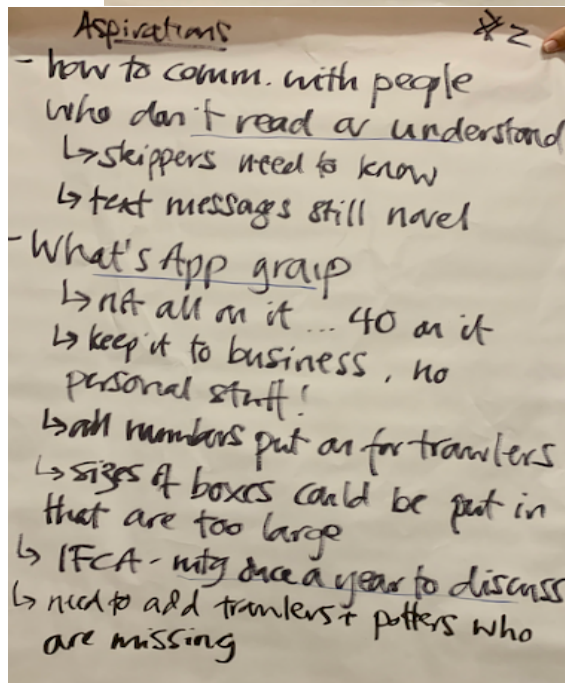 Aspirations #2
- how to comm. with people
who don't read or understand
↳ skippers need to know
↳ text messages still novel
- What's App group
↳ not all on it ... 40 on it
↳ keep it to business, no
personal stuff!
↳ all numbers put on for trawlers
↳ sizes of boxes could be put in
that are too large
↳ IFCA - mtg once a year to discuss
↳ need to add trawlers + potters who
are missing